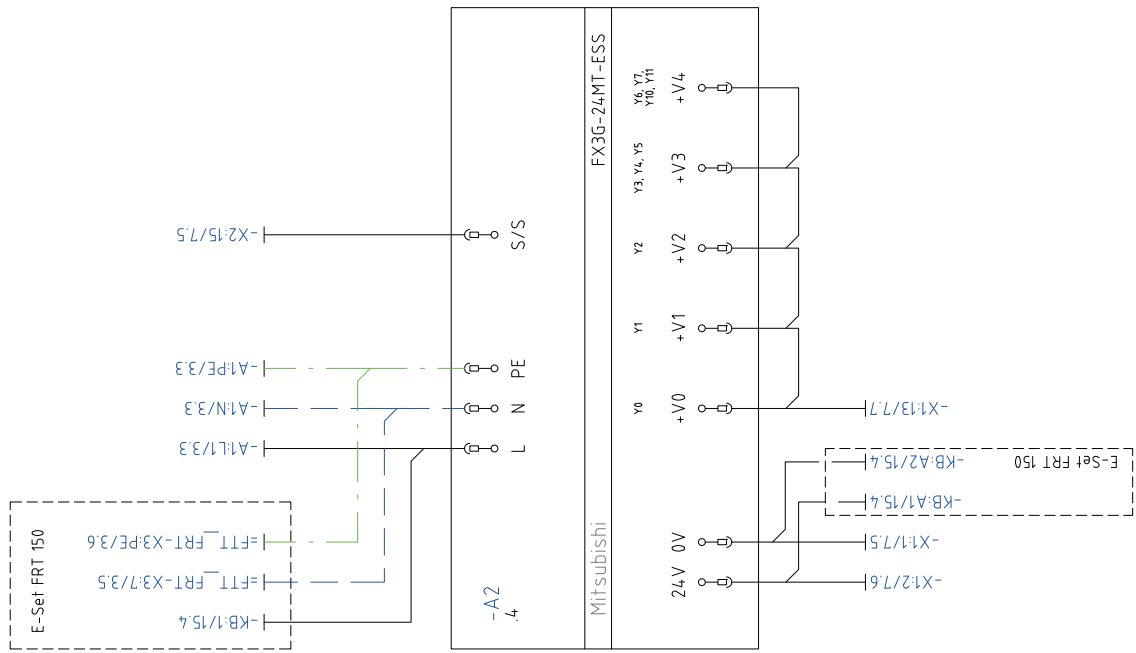 E-Set FRT 150
-X2:15/7.5
-A1:PE/3.3
-A1:N/3.3
-A1:L1/3.3
=FTT__FRT-X3:PE/3.6
=FTT__FRT-X3:7/3.5
-KB:1/15.4
S/S
PE
N
L
-A2
.4
Mitsubishi
FX3G-24MT-ESS
Y6, Y7,
Y10, Y11
+V4
Y3, Y4, Y5
+V3
Y2
+V2
Y1
+V1
Y0
+V0
0V
24V
-X1:13/7.7
-KB:A2/15.4
E-Set FRT 150
-KB:A1/15.4
-X1:1/7.5
-X1:2/7.6